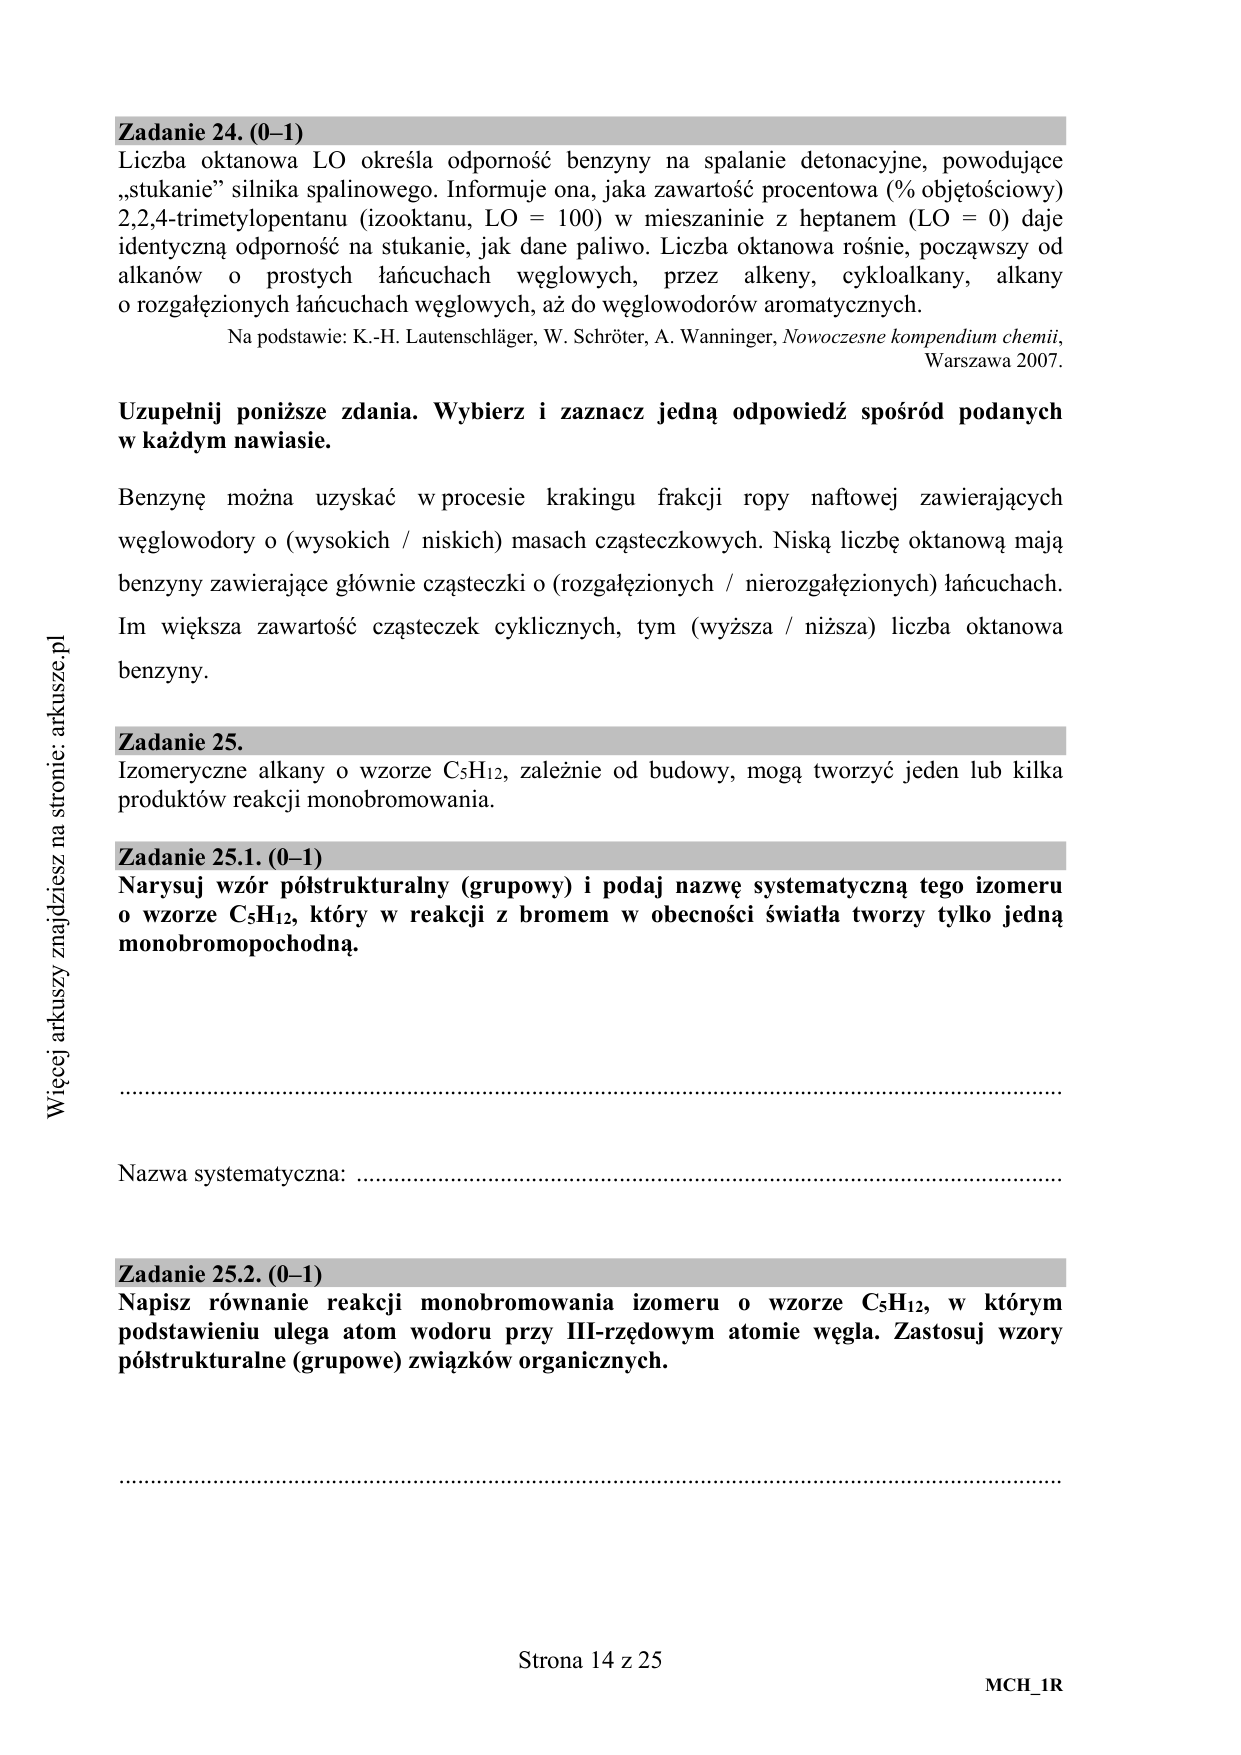 Zadanie 24. (0–1)
Liczba oktanowa LO określa odporność benzyny na spalanie detonacyjne, powodujące
„stukanie” silnika spalinowego. Informuje ona, jaka zawartość procentowa (% objętościowy)
2,2,4-trimetylopentanu (izooktanu, LO = 100) w mieszaninie z heptanem (LO = 0) daje
identyczną odporność na stukanie, jak dane paliwo. Liczba oktanowa rośnie, począwszy od
alkanów o prostych łańcuchach węglowych, przez alkeny, cykloalkany, alkany
o rozgałęzionych łańcuchach węglowych, aż do węglowodorów aromatycznych.
Na podstawie: K.-H. Lautenschläger, W. Schröter, A. Wanninger, Nowoczesne kompendium chemii,
Warszawa 2007.
Uzupełnij poniższe zdania. Wybierz i zaznacz jedną odpowiedź spośród podanych
w każdym nawiasie.
Benzynę można uzyskać w procesie krakingu frakcji ropy naftowej zawierających
węglowodory o (wysokich / niskich) masach cząsteczkowych. Niską liczbę oktanową mają
benzyny zawierające głównie cząsteczki o (rozgałęzionych / nierozgałęzionych) łańcuchach.
Im większa zawartość cząsteczek cyklicznych, tym (wyższa / niższa) liczba oktanowa
benzyny.
Zadanie 25.
Izomeryczne alkany o wzorze C₅H₁₂, zależnie od budowy, mogą tworzyć jeden lub kilka
produktów reakcji monobromowania.
Zadanie 25.1. (0–1)
Narysuj wzór półstrukturalny (grupowy) i podaj nazwę systematyczną tego izomeru
o wzorze C₅H₁₂, który w reakcji z bromem w obecności światła tworzy tylko jedną
monobromopochodną.
Nazwa systematyczna: ................................................................................................................
Zadanie 25.2. (0–1)
Napisz równanie reakcji monobromowania izomeru o wzorze C₅H₁₂, w którym
podstawieniu ulega atom wodoru przy III-rzędowym atomie węgla. Zastosuj wzory
półstrukturalne (grupowe) związków organicznych.
Strona 14 z 25
MCH_1R
Więcej arkuszy znajdziesz na stronie: arkusze.pl